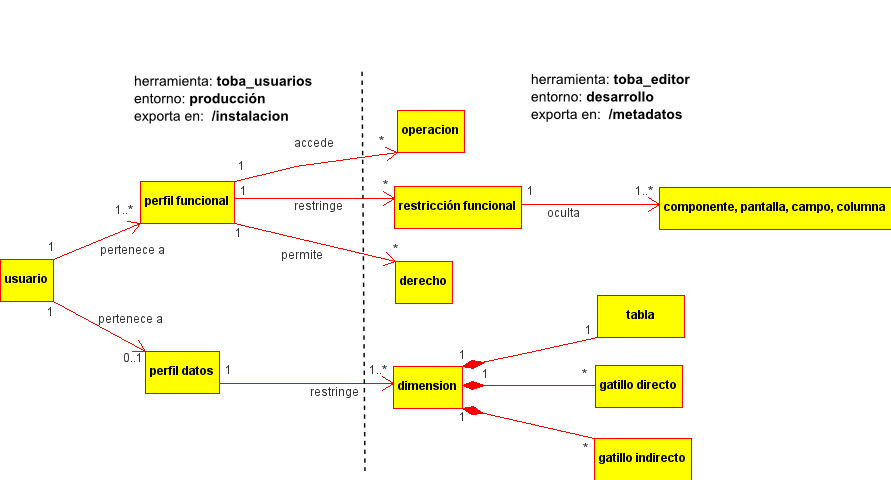 herramienta: toba_usuarios
entorno: producción
exporta en: /instalacion
herramienta: toba_editor
entorno: desarrollo
exporta en: /metadatos
operacion
accede
*
1
perfil funcional
1
restringe
*
restricción funcional
1
oculta
1..*
componente, pantalla, campo, columna
1
permite
*
derecho
1..*
pertenece a
1
usuario
1
pertenece a
0..1
perfil datos
1
restringe
1..*
dimension
1
1
tabla
1
*
gatillo directo
1
*
gatillo indirecto